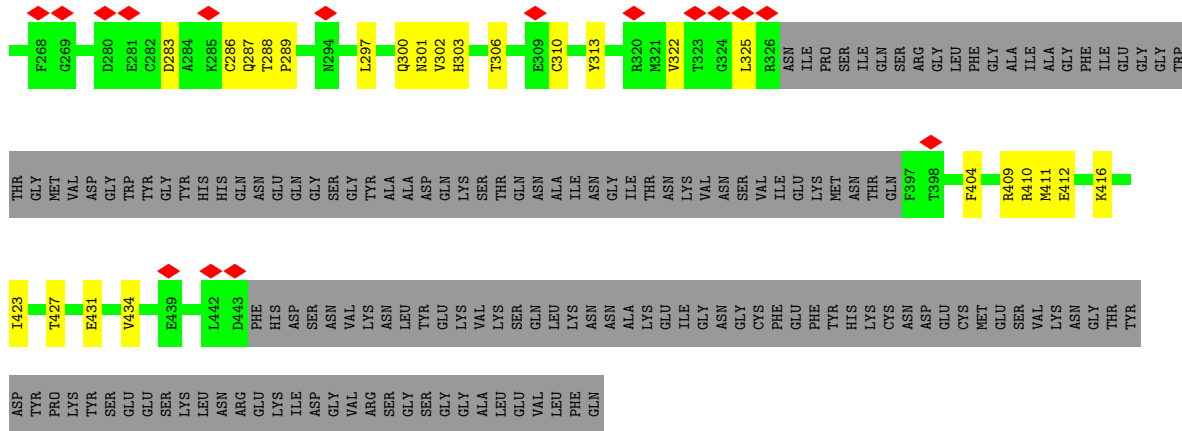 F268 G269 D280 E281 C282 D283 A284 K285 C286 Q287 T288 P289 N294 L297 Q300 N301 V302 H303 T306 E309 C310 Y313 R320 M321 V322 T323 G324 L325 R326 ASN ILE PRO SER ILE GLN SER ARG GLY LEU PHE GLY ALA ILE ALA GLY PHE ILE GLU GLY GLY TRP
THR GLY MET VAL ASP GLY TRP TYR GLY TYR HIS HIS GLN ASN GLU GLN GLY SER GLY TYR ALA ALA ASP GLN LYS SER THR GLN ASN ALA ILE ASN GLY ILE THR ASN LYS VAL ASN SER VAL ILE GLU LYS MET ASN THR GLN F397 T398 F404 R409 R410 M411 E412 K416
I423 T427 E431 V434 E439 L442 D443 PHE HIS ASP SER ASN VAL LYS ASN LEU TYR GLU LYS VAL LYS SER GLN LEU LYS ASN ASN ALA LYS GLU ILE GLY ASN GLY CYS PHE GLU PHE TYR HIS LYS CYS ASN ASP GLU CYS MET GLU SER VAL LYS ASN GLY THR TYR
ASP TYR PRO LYS TYR SER GLU GLU SER LYS LEU ASN ARG GLU LYS ILE ASP GLY VAL ARG SER GLY SER GLY GLY ALA LEU GLU VAL LEU PHE GLN